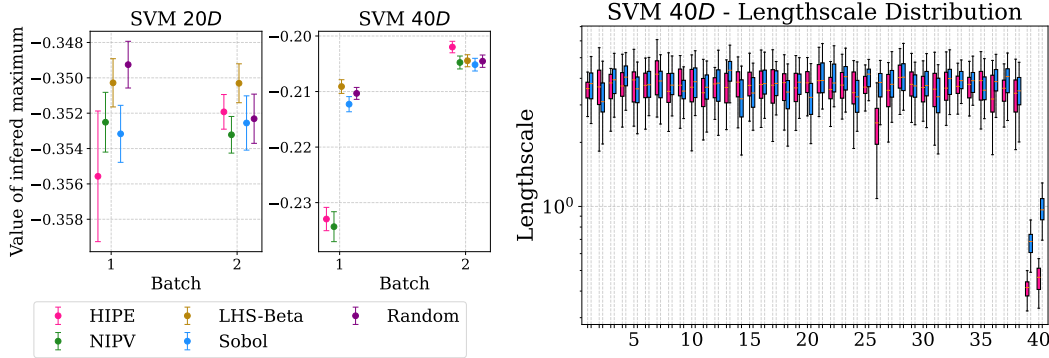 SVM 20D
Value of infered maximum
−0.348
−0.350
−0.352
−0.354
−0.356
−0.358
1
2
Batch
SVM 40D
−0.20
−0.21
−0.22
−0.23
1
2
Batch
HIPE
LHS-Beta
Random
NIPV
Sobol
SVM 40D - Lengthscale Distribution
Lengthscale
10⁰
5
10
15
20
25
30
35
40